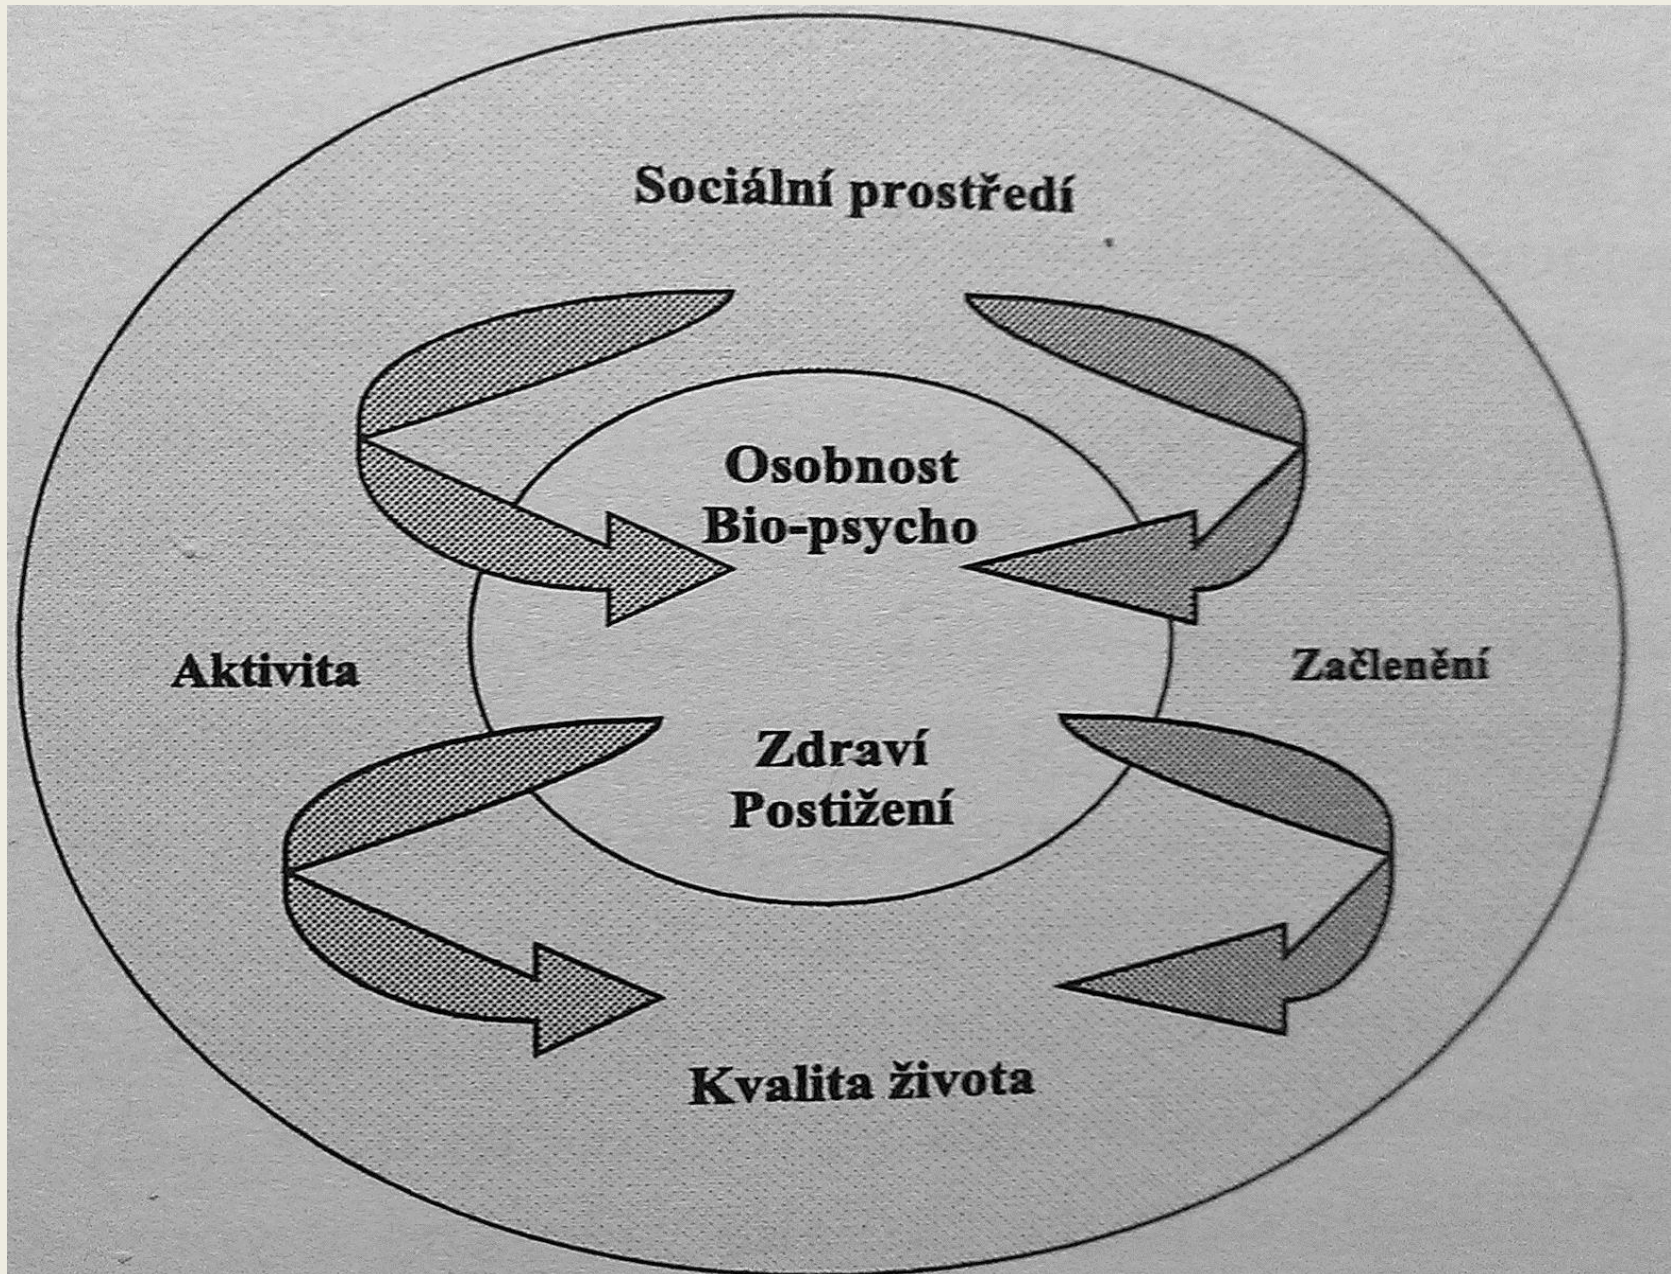 Sociální prostředí
Osobnost
Bio-psycho
Aktivita
Začlenění
Zdraví
Postižení
Kvalita života